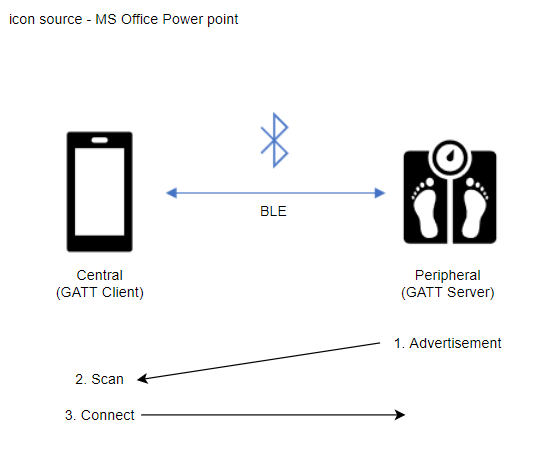 icon source - MS Office Power point
BLE
Central
(GATT Client)
Peripheral
(GATT Server)
1. Advertisement
2. Scan
3. Connect